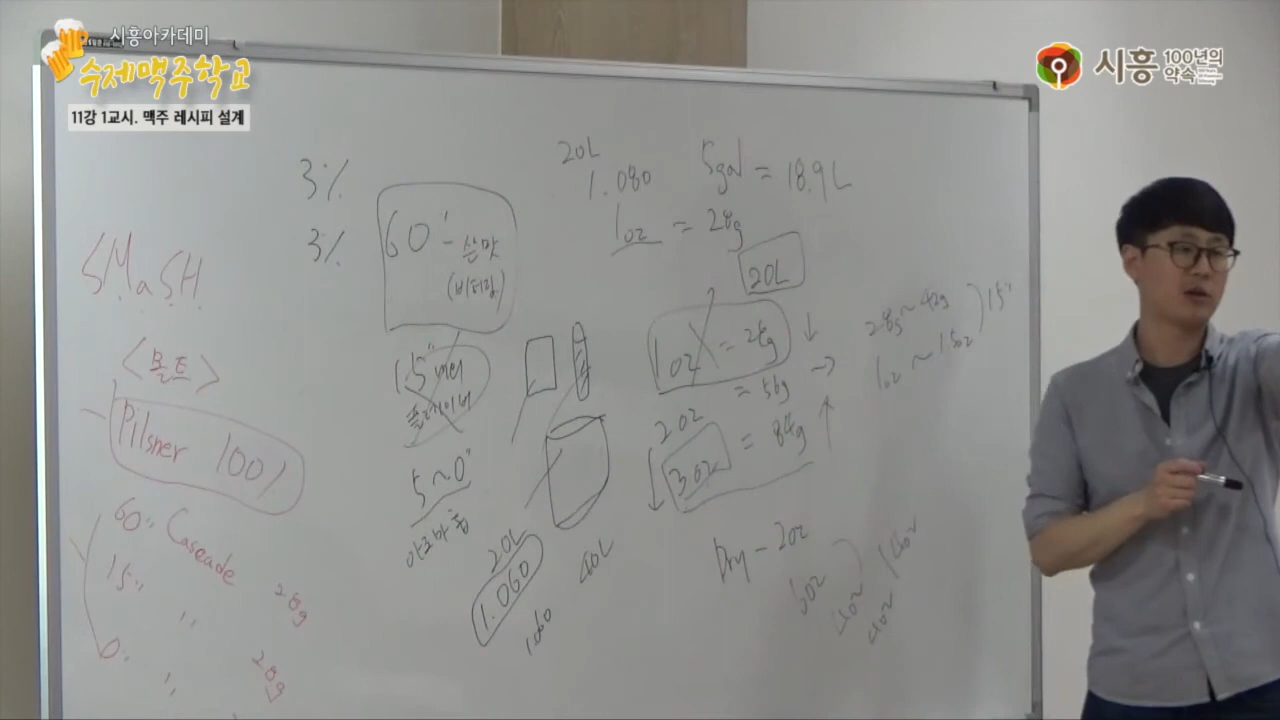 시흥아카데미
수제맥주학교
11강 1교시. 맥주 레시피 설계
시흥 100년의 약속
SMaSH
<몰트>
Pilsner 100%
60" Cascade 28g
15" "
0" " 28g
3%
3%
60' - 쓴맛
(비터링)
15"
플레이버
5~0"
아로마 홉
20L
1.060
40L
20L
1.080
5gal = 18.9L
1oz = 28g
20L
1oz = 28g ↓
= 56g →
2oz
3oz = 84g ↑
28g~42g
1oz~1.5oz
15"
Dry - 2oz
6oz